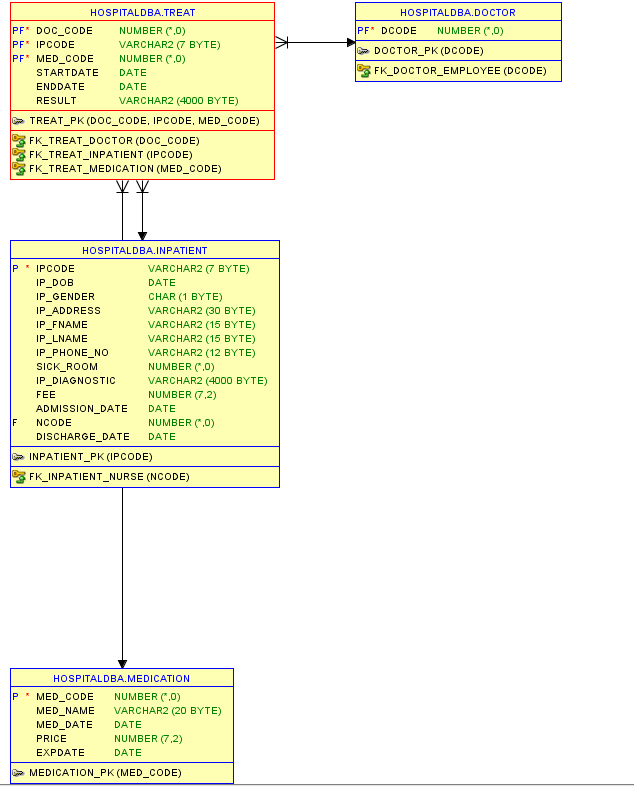 HOSPITALDBA.TREAT
PF* DOC_CODE NUMBER (*,0)
PF* IPCODE VARCHAR2 (7 BYTE)
PF* MED_CODE NUMBER (*,0)
STARTDATE DATE
ENDDATE DATE
RESULT VARCHAR2 (4000 BYTE)
TREAT_PK (DOC_CODE, IPCODE, MED_CODE)
FK_TREAT_DOCTOR (DOC_CODE)
FK_TREAT_INPATIENT (IPCODE)
FK_TREAT_MEDICATION (MED_CODE)
HOSPITALDBA.DOCTOR
PF* DCODE NUMBER (*,0)
DOCTOR_PK (DCODE)
FK_DOCTOR_EMPLOYEE (DCODE)
HOSPITALDBA.INPATIENT
P * IPCODE VARCHAR2 (7 BYTE)
IP_DOB DATE
IP_GENDER CHAR (1 BYTE)
IP_ADDRESS VARCHAR2 (30 BYTE)
IP_FNAME VARCHAR2 (15 BYTE)
IP_LNAME VARCHAR2 (15 BYTE)
IP_PHONE_NO VARCHAR2 (12 BYTE)
SICK_ROOM NUMBER (*,0)
IP_DIAGNOSTIC VARCHAR2 (4000 BYTE)
FEE NUMBER (7,2)
ADMISSION_DATE DATE
F NCODE NUMBER (*,0)
DISCHARGE_DATE DATE
INPATIENT_PK (IPCODE)
FK_INPATIENT_NURSE (NCODE)
HOSPITALDBA.MEDICATION
P * MED_CODE NUMBER (*,0)
MED_NAME VARCHAR2 (20 BYTE)
MED_DATE DATE
PRICE NUMBER (7,2)
EXPDATE DATE
MEDICATION_PK (MED_CODE)